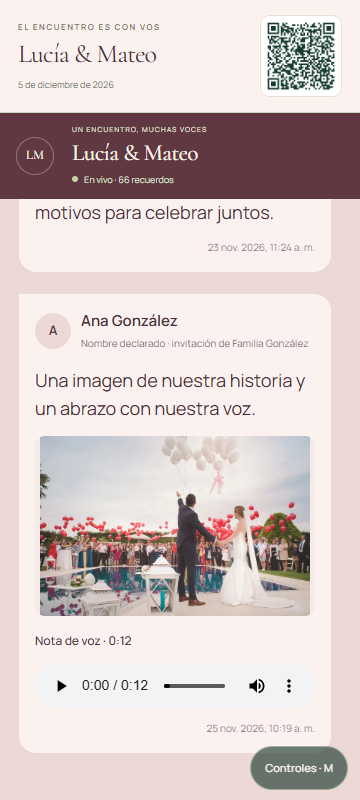 EL ENCUENTRO ES CON VOS
Lucía & Mateo
5 de diciembre de 2026
LM
UN ENCUENTRO, MUCHAS VOCES
Lucía & Mateo
En vivo · 66 recuerdos
motivos para celebrar juntos.
23 nov. 2026, 11:24 a. m.
A
Ana González
Nombre declarado · invitación de Familia González
Una imagen de nuestra historia y
un abrazo con nuestra voz.
Nota de voz · 0:12
0:00 / 0:12
25 nov. 2026, 10:19 a. m.
Controles · M